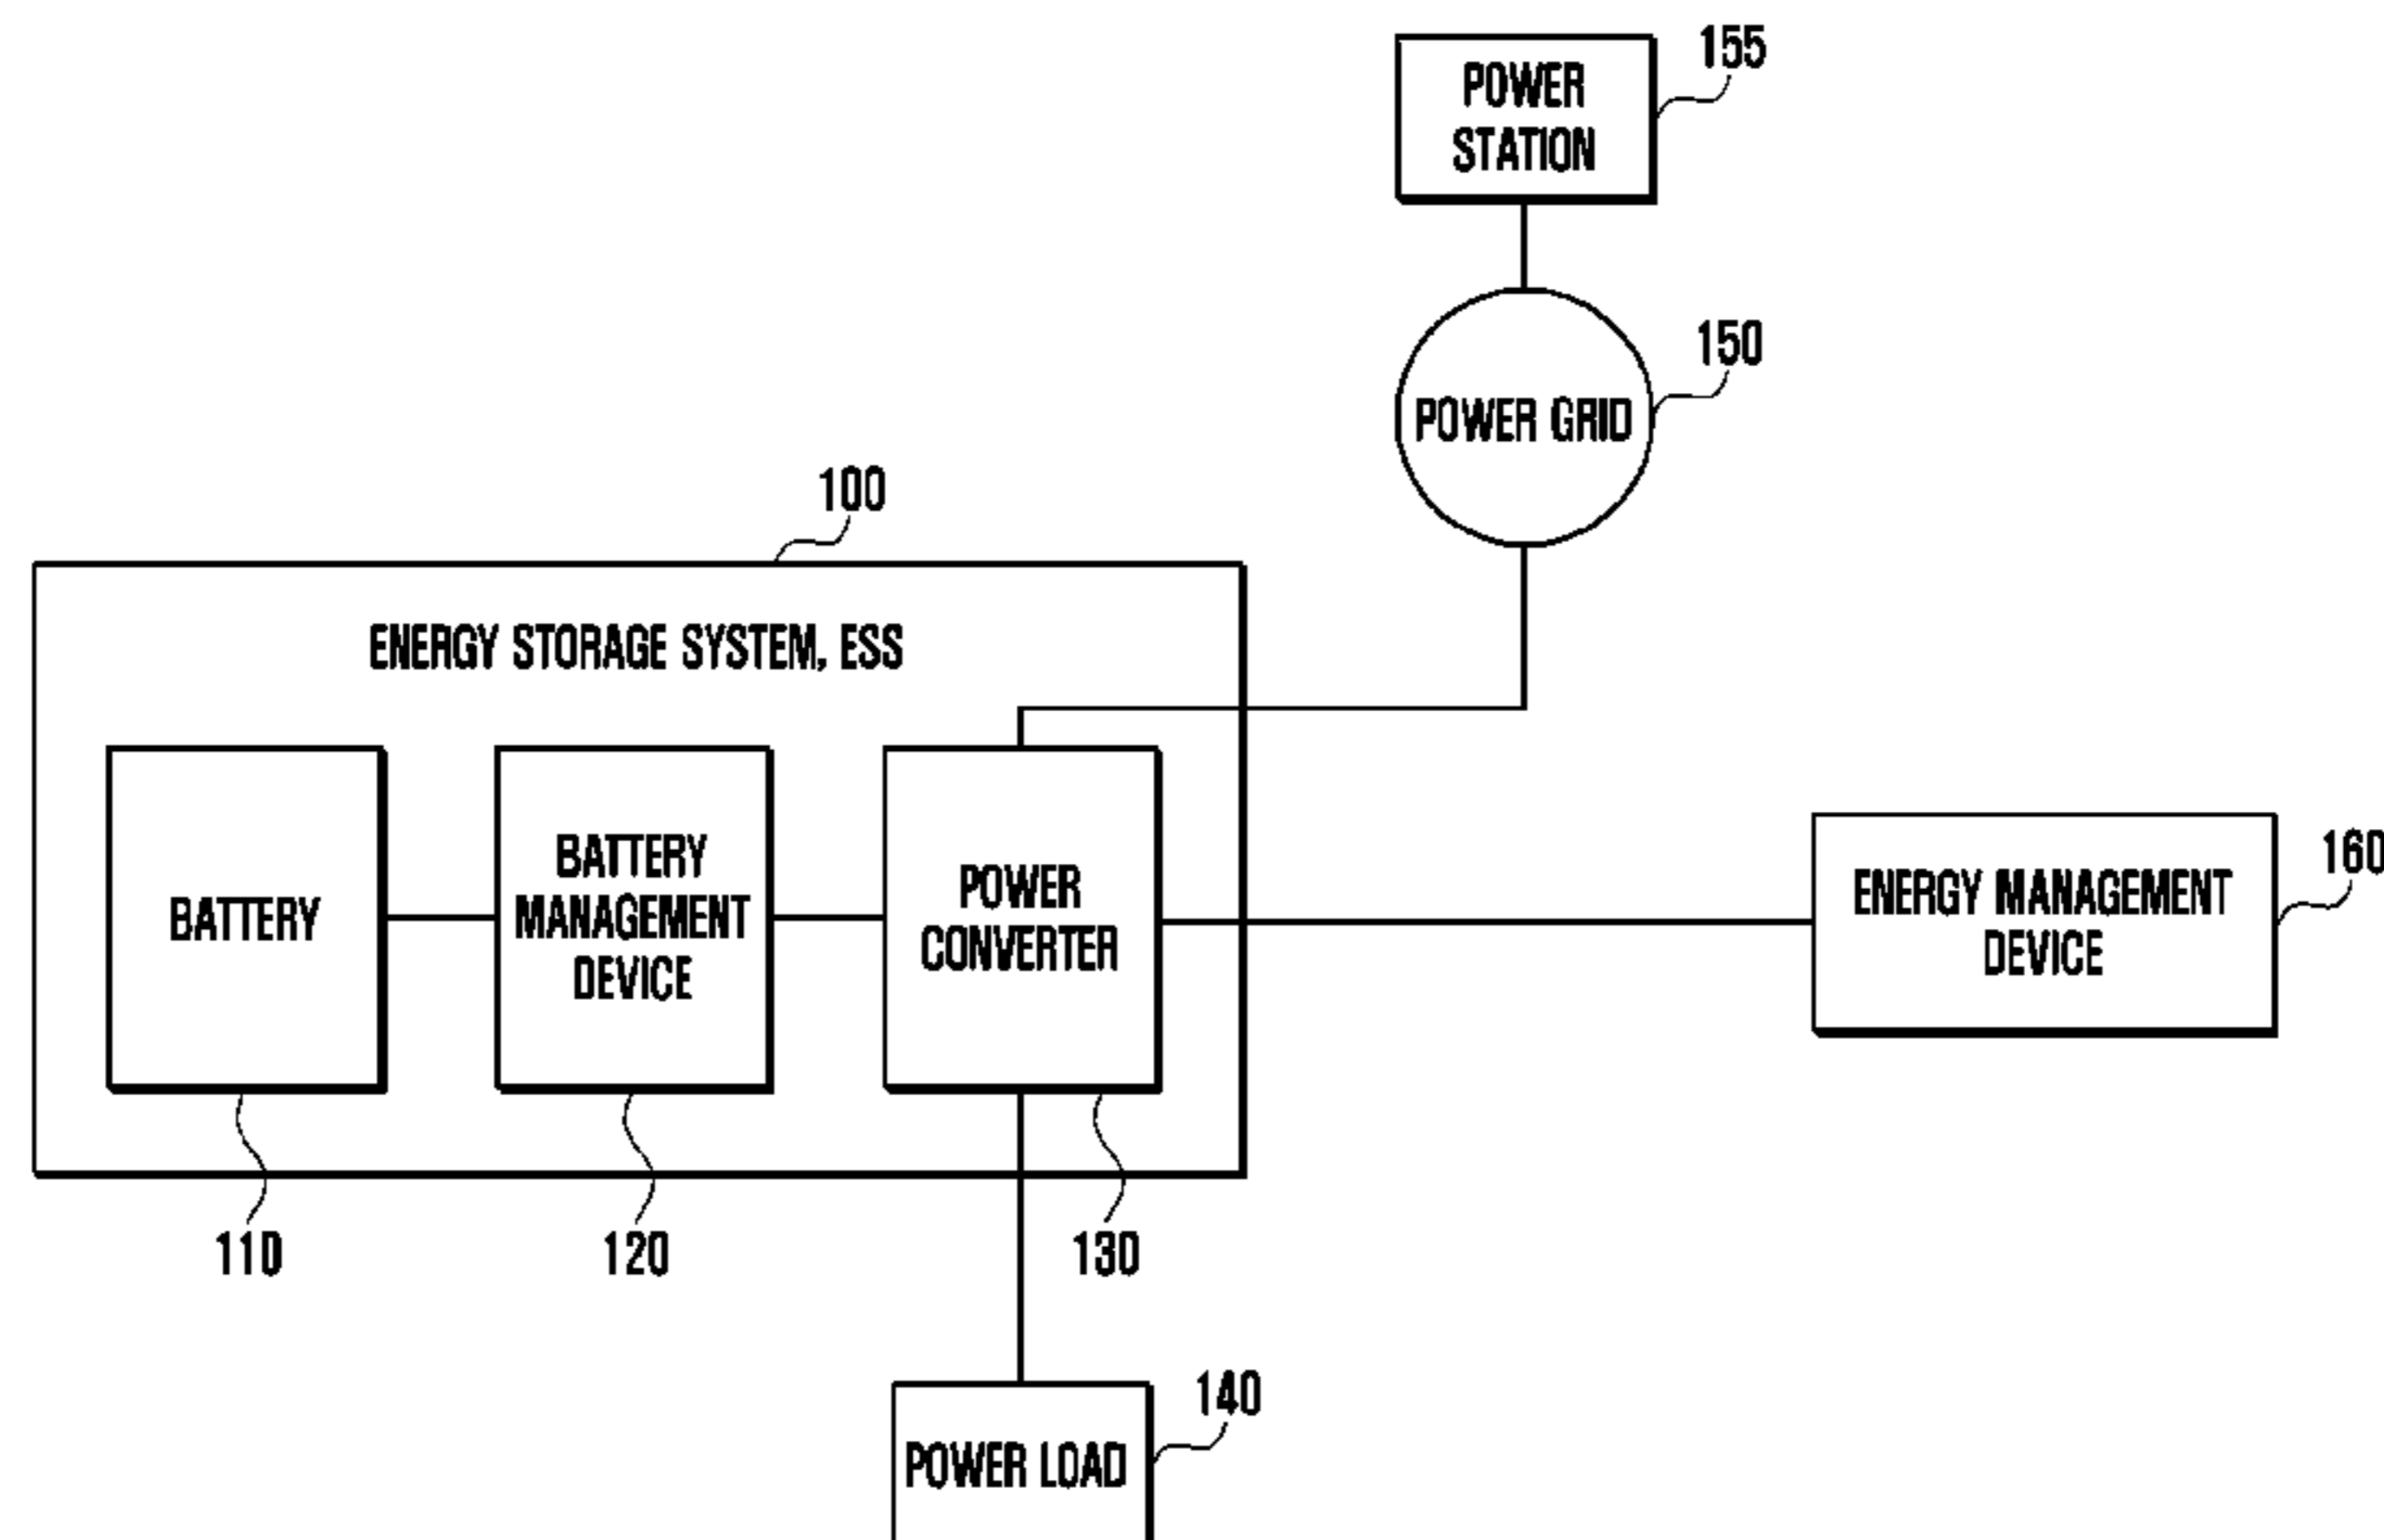 155
POWER
STATION
150
POWER GRID
100
ENERGY STORAGE SYSTEM, ESS
BATTERY
BATTERY
MANAGEMENT
DEVICE
POWER
CONVERTER
ENERGY MANAGEMENT
DEVICE
160
110
120
130
140
POWER LOAD